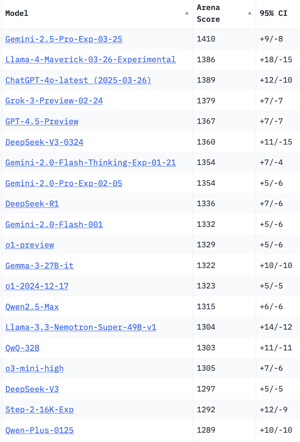 Model Arena Score 95% CI
Gemini-2.5-Pro-Exp-03-25 1410 +9/-8
Llama-4-Maverick-03-26-Experimental 1386 +18/-15
ChatGPT-4o-latest (2025-03-26) 1389 +12/-10
Grok-3-Preview-02-24 1379 +7/-7
GPT-4.5-Preview 1367 +7/-7
DeepSeek-V3-0324 1360 +11/-15
Gemini-2.0-Flash-Thinking-Exp-01-21 1354 +7/-4
Gemini-2.0-Pro-Exp-02-05 1354 +5/-6
DeepSeek-R1 1336 +7/-6
Gemini-2.0-Flash-001 1332 +5/-6
o1-preview 1329 +5/-6
Gemma-3-27B-it 1322 +10/-10
o1-2024-12-17 1323 +5/-5
Qwen2.5-Max 1315 +6/-6
Llama-3.3-Nemotron-Super-49B-v1 1304 +14/-12
QwQ-32B 1303 +11/-11
o3-mini-high 1305 +7/-6
DeepSeek-V3 1297 +5/-5
Step-2-16K-Exp 1292 +12/-9
Qwen-Plus-0125 1289 +10/-10